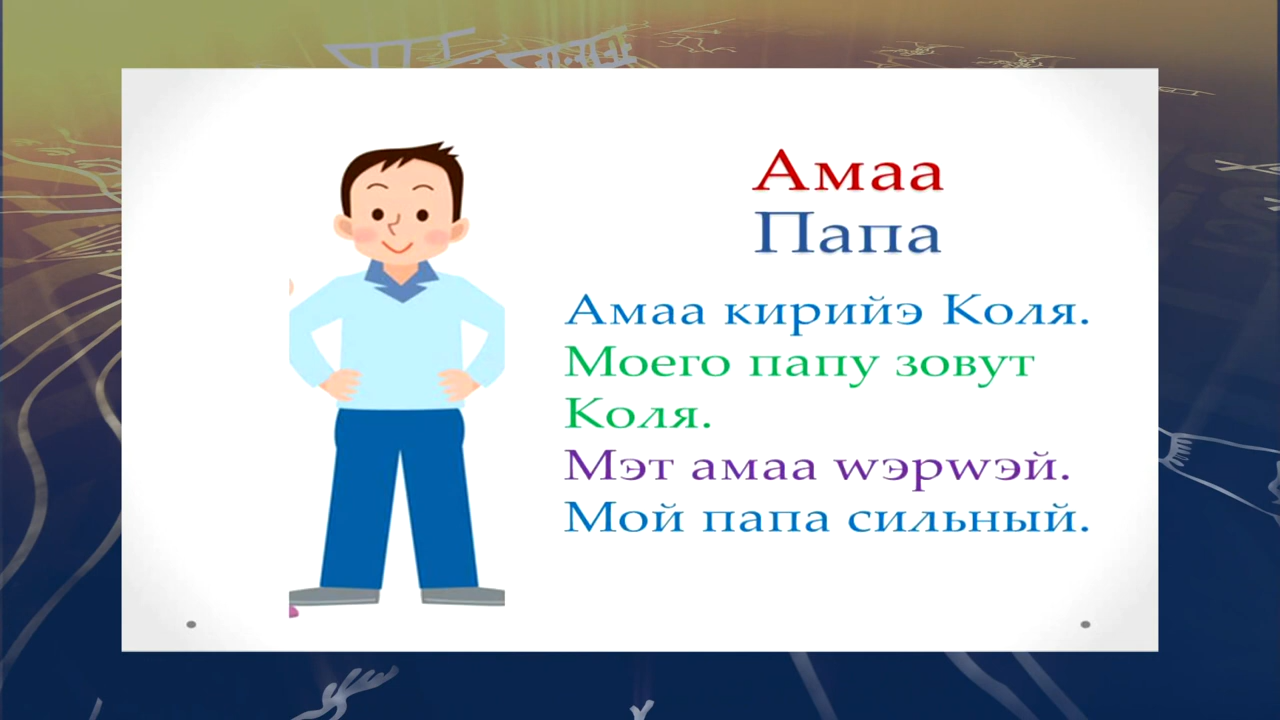 Амаа
Папа
Амаа кирийэ Коля.
Моего папу зовут
Коля.
Мэт амаа wэрwэй.
Мой папа сильный.